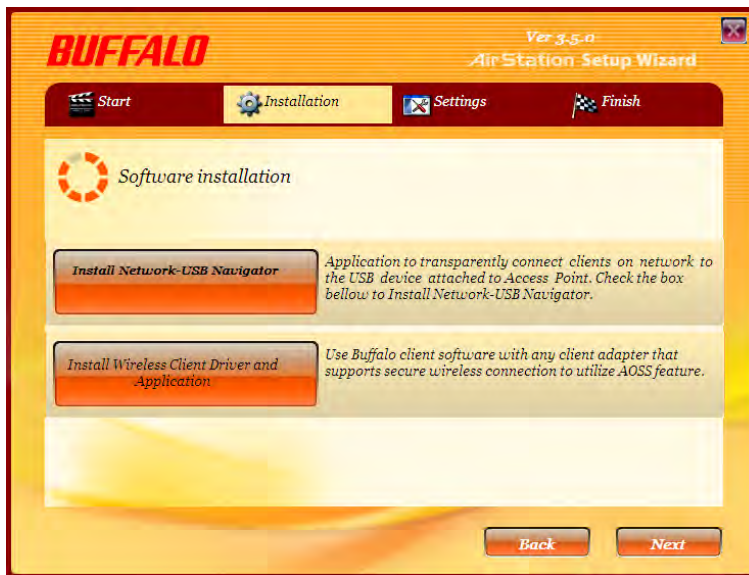 BUFFALO
Ver 3.5.0
AirStation Setup Wizard
Start
Installation
Settings
Finish
Software installation
Install Network-USB Navigator
Application to transparently connect clients on network to
the USB device attached to Access Point. Check the box
bellow to Install Network-USB Navigator.
Install Wireless Client Driver and
Application
Use Buffalo client software with any client adapter that
supports secure wireless connection to utilize AOSS feature.
Back
Next